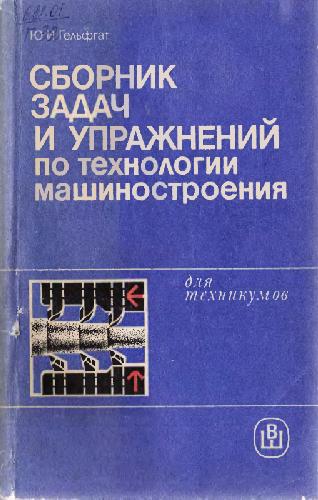 Ю.И.Гельфгат
СБОРНИК
ЗАДАЧ
И УПРАЖНЕНИЙ
по технологии
машиностроения
для
техникумов
В
Ш